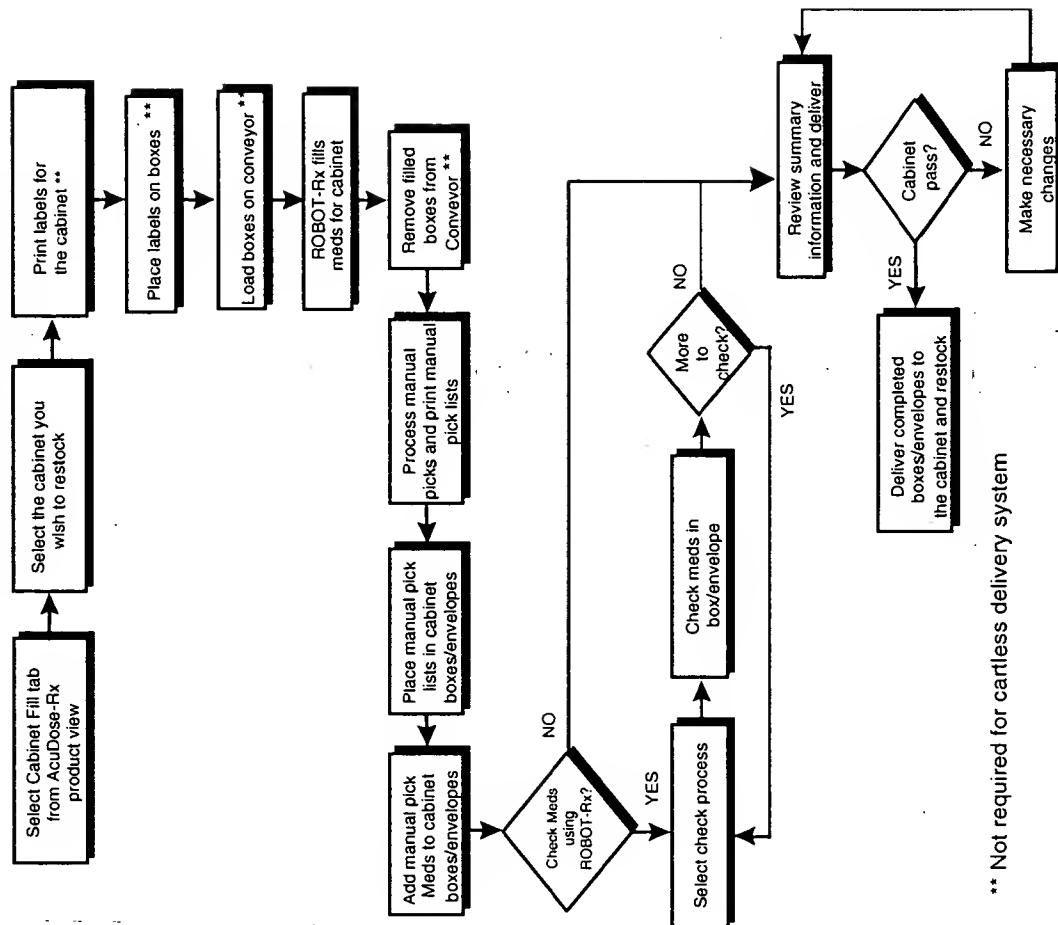 Select Cabinet Fill tab
from AcuDose-Rx
product view
Select the cabinet you
wish to restock
Print labels for
the cabinet **
Place labels on boxes **
Load boxes on conveyor **
ROBOT-Rx fills
meds for cabinet
Remove filled
boxes from
Conveyor **
Process manual
picks and print manual
pick lists
Place manual pick
lists in cabinet
boxes/envelopes
Add manual pick
Meds to cabinet
boxes/envelopes
Check Meds
using
ROBOT-Rx?
NO
YES
Select check process
Check meds in
box/envelope
More
to
check?
NO
YES
Review summary
information and deliver
Cabinet
pass?
NO
YES
Make necessary
changes
Deliver completed
boxes/envelopes to
the cabinet and restock
** Not required for cartless delivery system